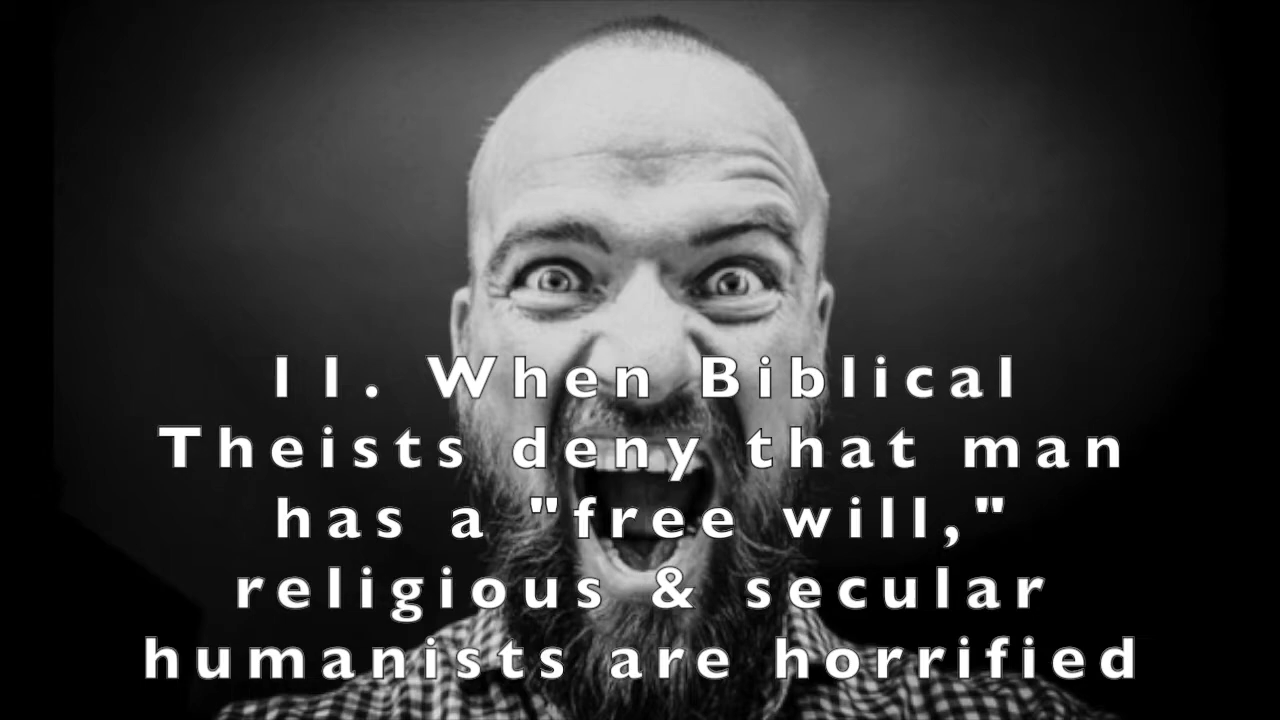 11. When Biblical
Theists deny that man
has a "free will,"
religious & secular
humanists are horrified